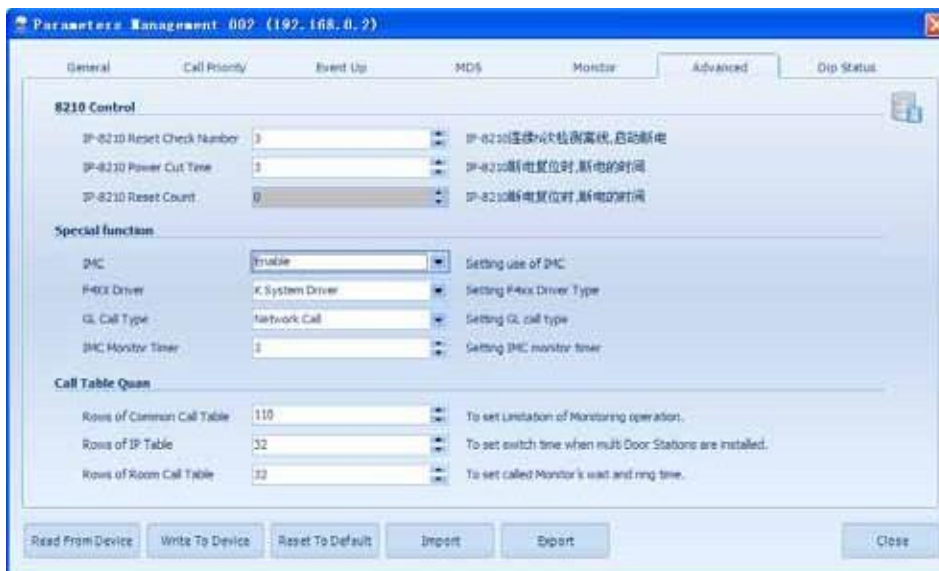 Parameters Management 002 (192.168.0.2)
General Call Priority Event Up MDS Monitor Advanced Dip Status
8210 Control
IP-8210 Reset Check Number 3 IP-8210连续n次检测离线,启动断电
IP-8210 Power Cut Time 3 IP-8210断电复位时,断电的时间
IP-8210 Reset Count 0 IP-8210断电复位时,断电的时间
Special function
IMC Enable Setting use of IMC
F4XX Driver K System Driver Setting F4xx Driver Type
GL Call Type Network Call Setting GL call type
IMC Monitor Timer Setting IMC monitor timer
Call Table Quan
Rows of Common Call Table 110 To set Limitation of Monitoring operation.
Rows of IP Table 32 To set switch time when multi Door Stations are installed.
Rows of Room Call Table 32 To set called Monitor's wait and ring time.
Read From Device Write To Device Reset To Default Import Export Close